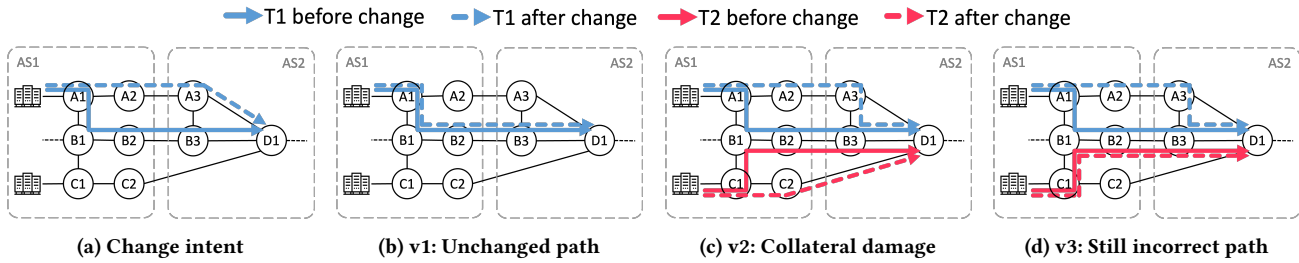 T1 before change T1 after change T2 before change T2 after change
AS1 AS2
A1 A2 A3
B1 B2 B3 D1
C1 C2
(a) Change intent
AS1 AS2
A1 A2 A3
B1 B2 B3 D1
C1 C2
(b) v1: Unchanged path
AS1 AS2
A1 A2 A3
B1 B2 B3 D1
C1 C2
(c) v2: Collateral damage
AS1 AS2
A1 A2 A3
B1 B2 B3 D1
C1 C2
(d) v3: Still incorrect path